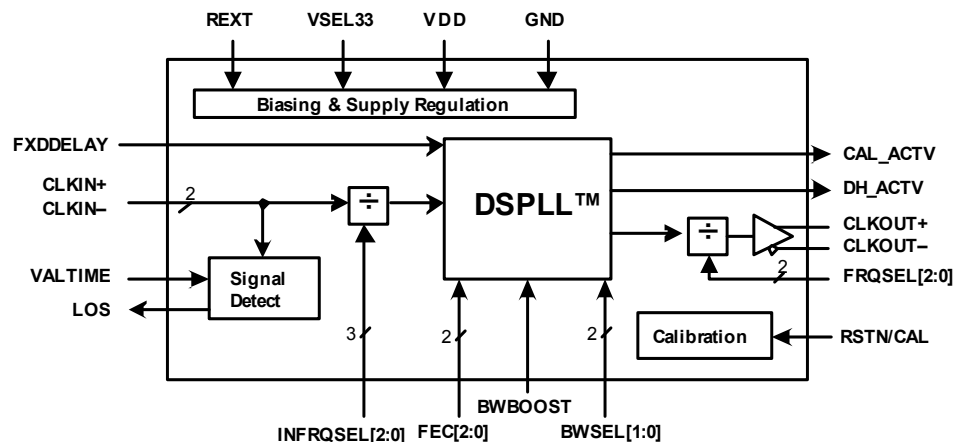 REXT VSEL33 VDD GND
Biasing & Supply Regulation
FXDDELAY
CAL_ACTV
CLKIN+
CLKIN–
2
÷
DSPLL™
DH_ACTV
÷
CLKOUT+
CLKOUT–
2
FRQSEL[2:0]
VALTIME
LOS
Signal
Detect
3
2
2
Calibration
RSTN/CAL
BWBOOST
INFRQSEL[2:0] FEC[2:0] BWSEL[1:0]